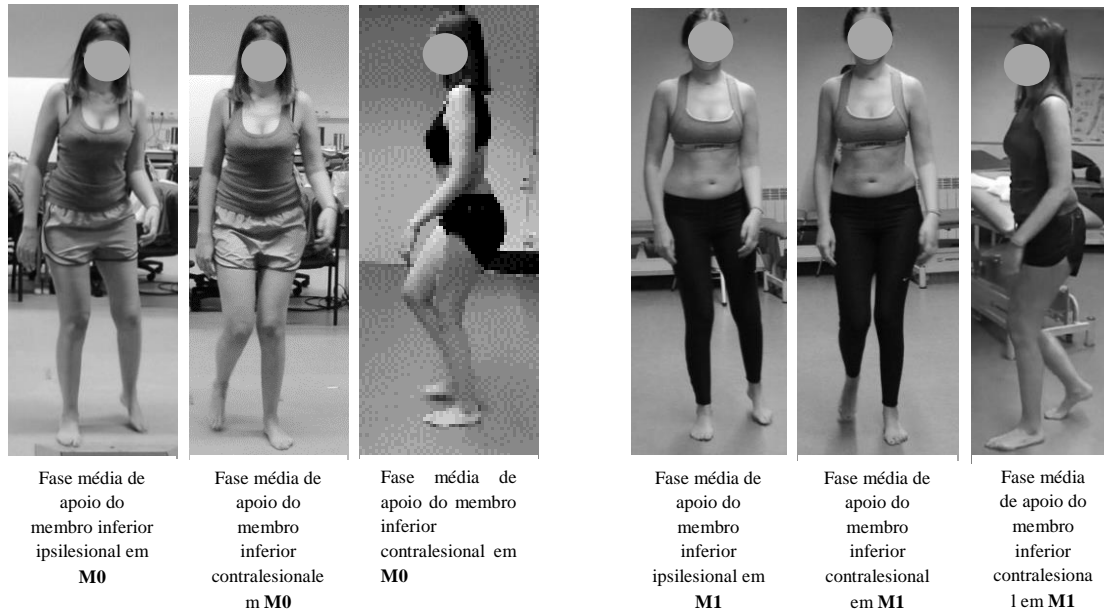 Fase média de
apoio do
membro inferior
ipsilesional em
M0
Fase média de
apoio do
membro
inferior
contralesionale
m M0
Fase média de
apoio do membro
inferior
contralesional em
M0
Fase média de
apoio do
membro
inferior
ipsilesional em
M1
Fase média de
apoio do
membro
inferior
contralesional
em M1
Fase média
de apoio do
membro
inferior
contralesiona
l em M1